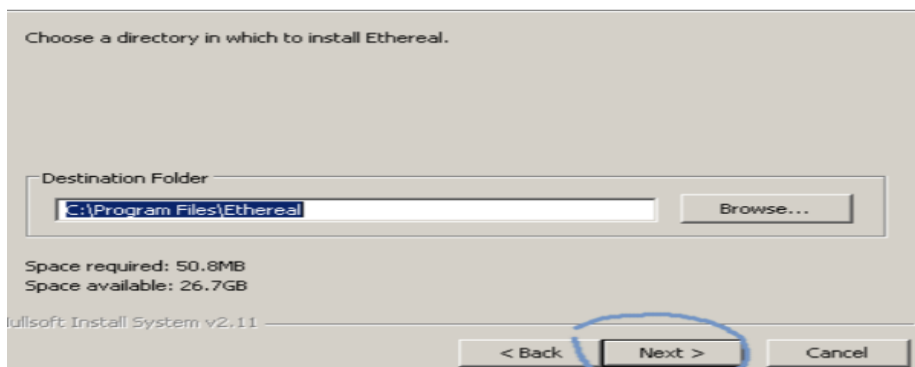 Choose a directory in which to install Ethereal.
Destination Folder
C:\Program Files\Ethereal
Browse...
Space required: 50.8MB
Space available: 26.7GB
ullsoft Install System v2.11
< Back
Next >
Cancel